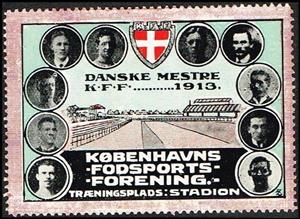 DANSKE MESTRE
K.F.F. .......... 1913.
KØBENHAVNS
-FODSPORTS-
FORENING.-
TRÆNINGSPLADS: STADION